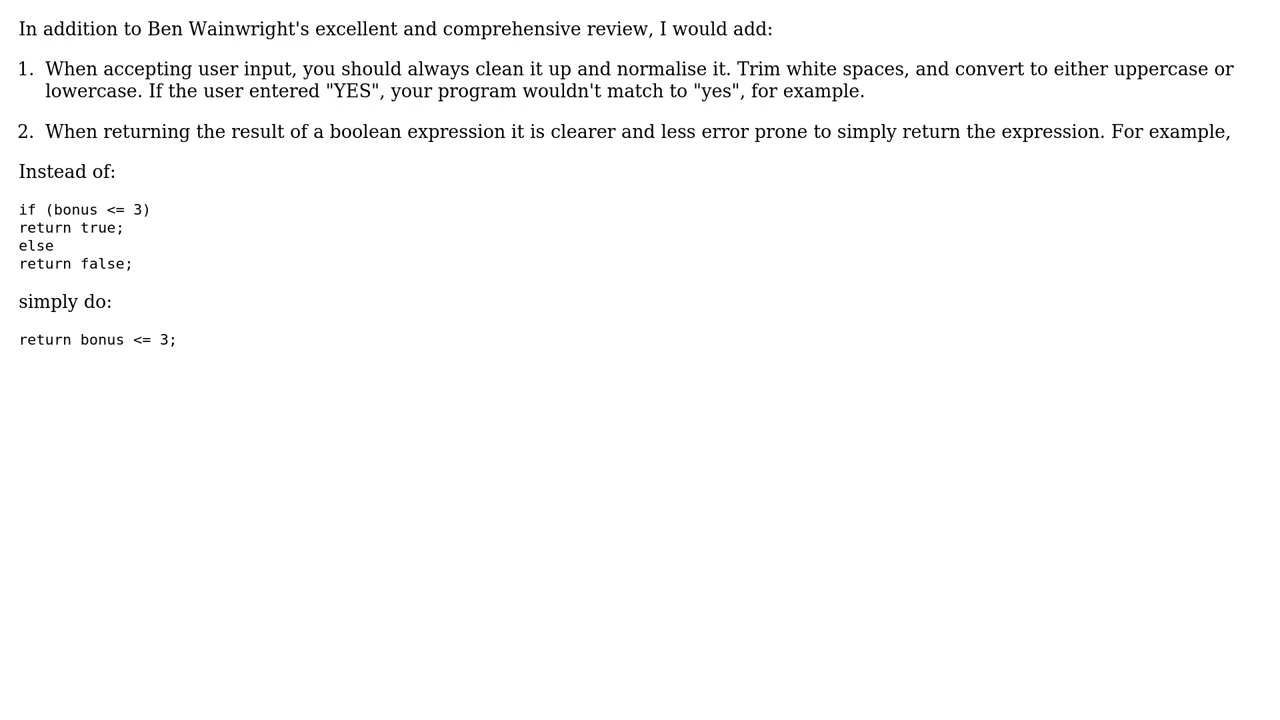 In addition to Ben Wainwright's excellent and comprehensive review, I would add:
1. When accepting user input, you should always clean it up and normalise it. Trim white spaces, and convert to either uppercase or
lowercase. If the user entered "YES", your program wouldn't match to "yes", for example.
2. When returning the result of a boolean expression it is clearer and less error prone to simply return the expression. For example,
Instead of:
if (bonus <= 3)
return true;
else
return false;
simply do:
return bonus <= 3;